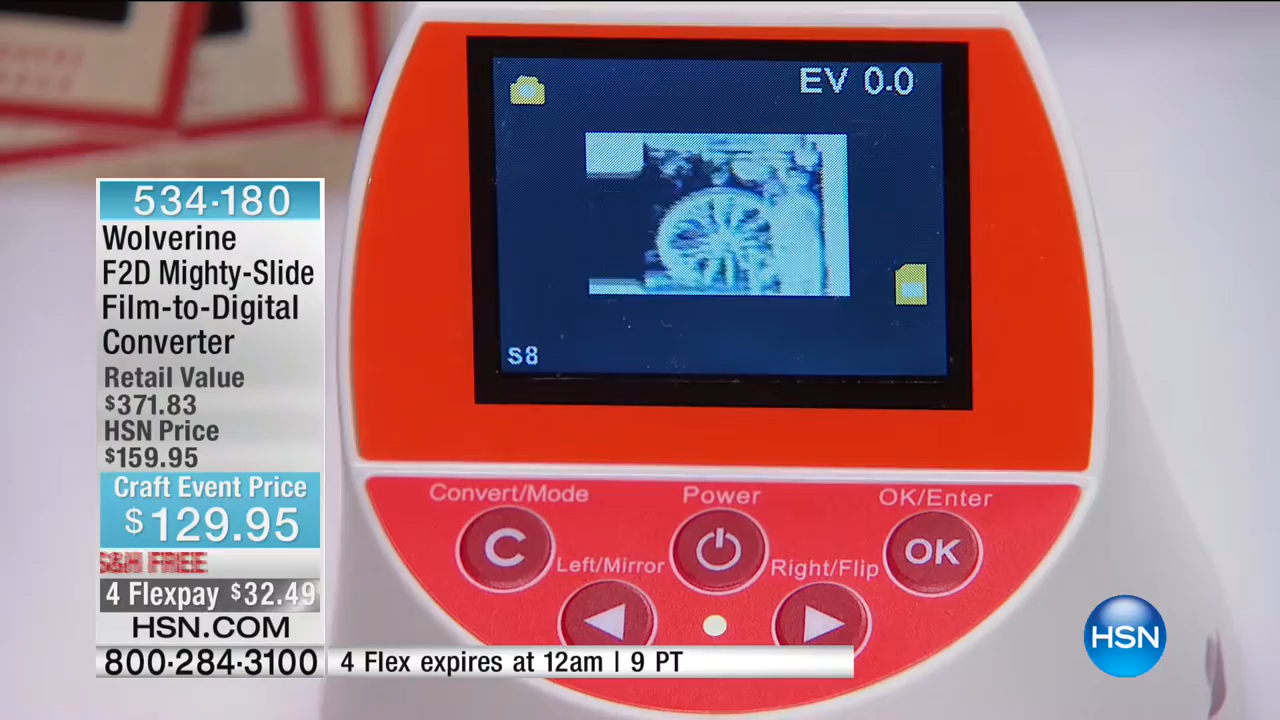 534·180
Wolverine
F2D Mighty-Slide
Film-to-Digital
Converter
Retail Value
$371.83
HSN Price
$159.95
Craft Event Price
$129.95
S&H FREE
4 Flexpay $32.49
HSN.COM
800·284·3100
4 Flex expires at 12am | 9 PT
EV 0.0
S8
Convert/Mode
Power
OK/Enter
C
OK
Left/Mirror
Right/Flip
HSN